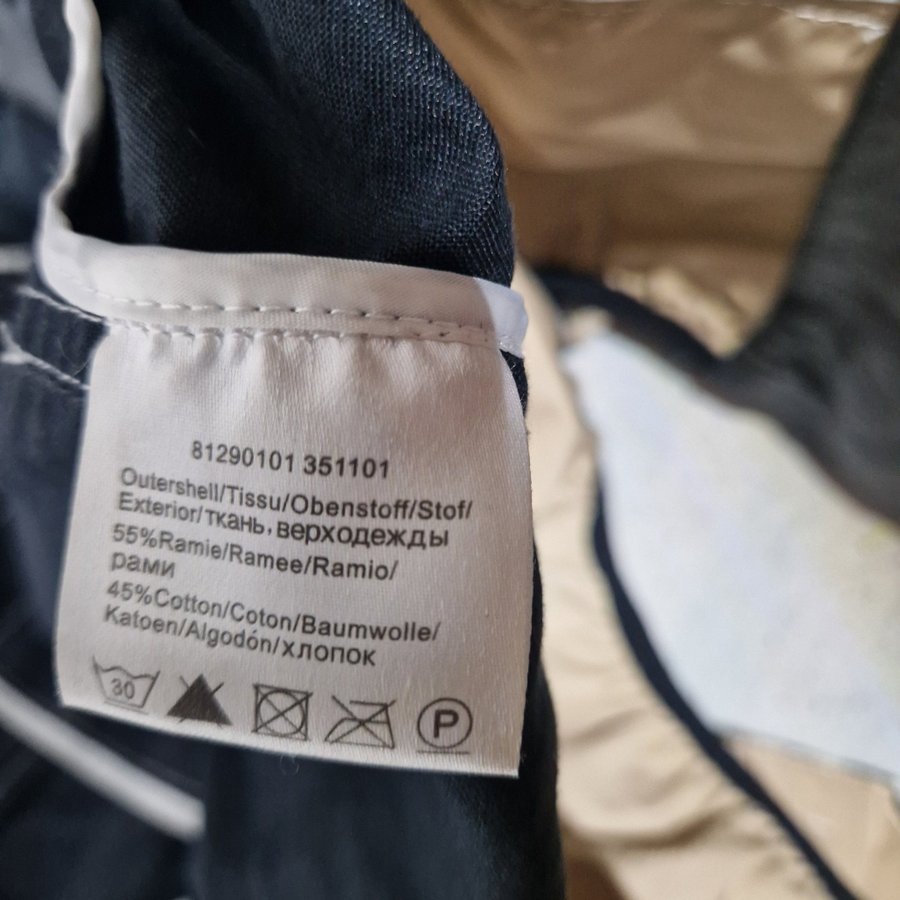 81290101 351101
Outershell/Tissu/Obenstoff/Stof/
Exterior/ткань, верходежды
55%Ramie/Ramee/Ramio/
рами
45%Cotton/Coton/Baumwolle/
Katoen/Algodón/хлопок
30
P